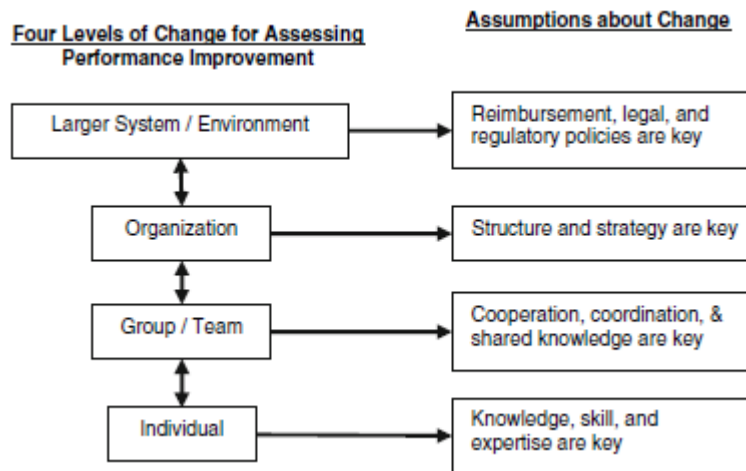 Four Levels of Change for Assessing
Performance Improvement
Assumptions about Change
Larger System / Environment
Reimbursement, legal, and
regulatory policies are key
Organization
Structure and strategy are key
Group / Team
Cooperation, coordination, &
shared knowledge are key
Individual
Knowledge, skill, and
expertise are key